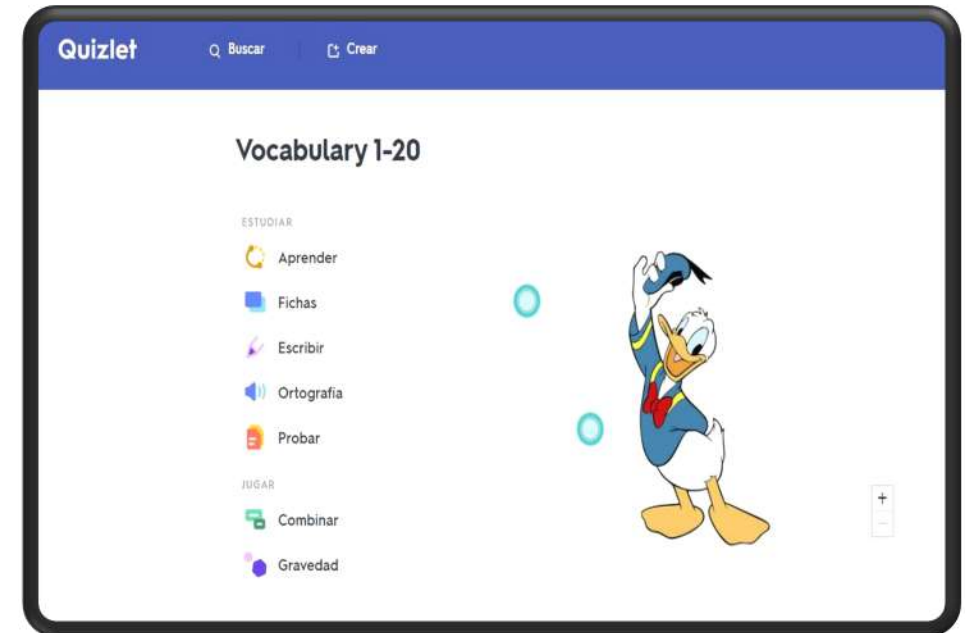 Quizlet Buscar Crear
Vocabulary 1-20
ESTUDIAR
Aprender
Fichas
Escribir
Ortografía
Probar
JUGAR
Combinar
Gravedad
+
−